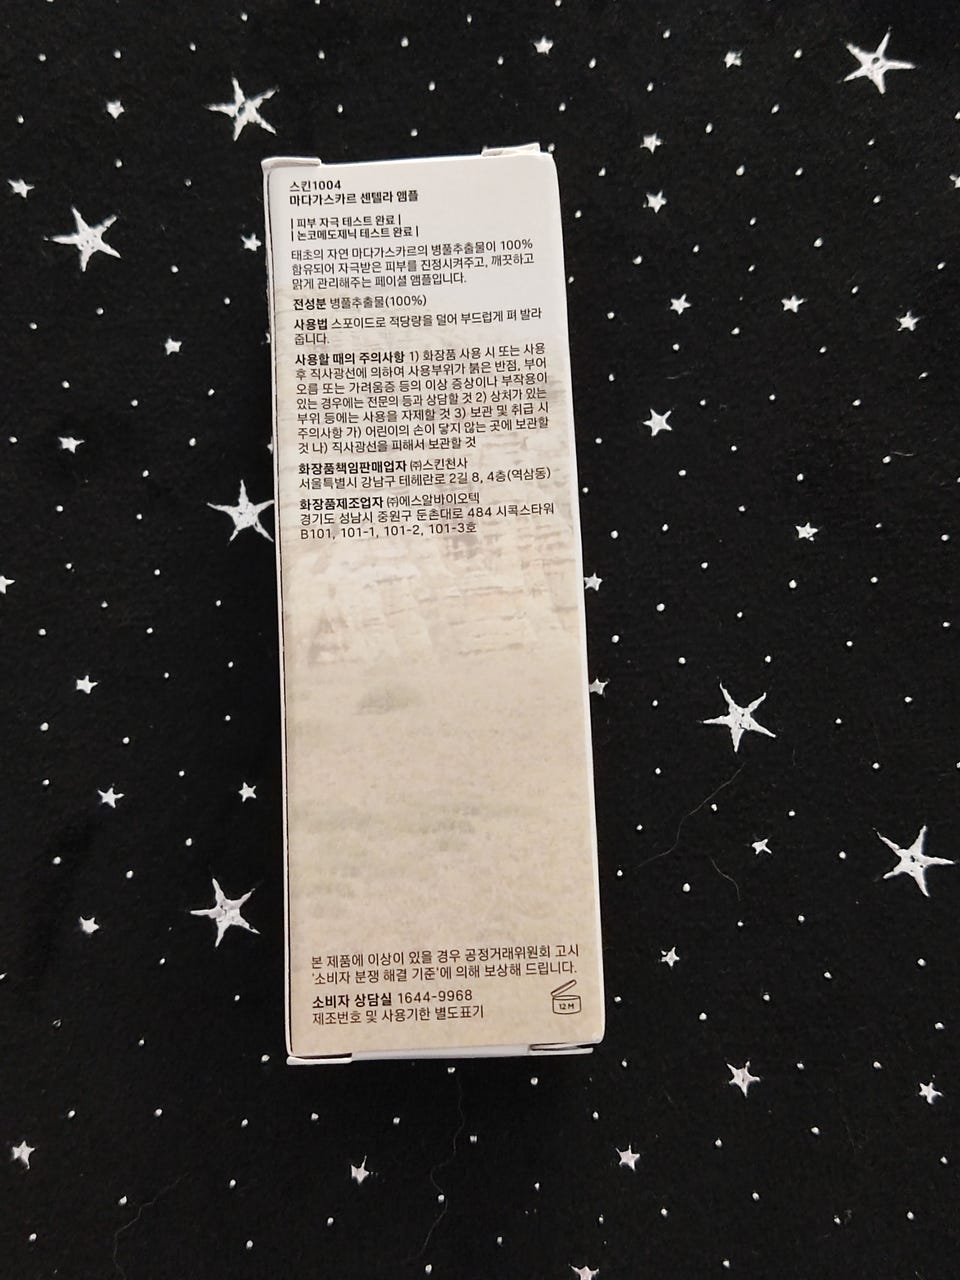 스킨1004
마다가스카르 센텔라 앰플
| 피부 자극 테스트 완료 |
| 논코메도제닉 테스트 완료 |
태초의 자연 마다가스카르의 병풀추출물이 100%
함유되어 자극받은 피부를 진정시켜주고, 깨끗하고
맑게 관리해주는 페이셜 앰플입니다.
전성분 병풀추출물(100%)
사용법 스포이드로 적당량을 덜어 부드럽게 펴 발라
줍니다.
사용할 때의 주의사항 1) 화장품 사용 시 또는 사용
후 직사광선에 의하여 사용부위가 붉은 반점, 부어
오름 또는 가려움증 등의 이상 증상이나 부작용이
있는 경우에는 전문의 등과 상담할 것 2) 상처가 있는
부위 등에는 사용을 자제할 것 3) 보관 및 취급 시
주의사항 가) 어린이의 손이 닿지 않는 곳에 보관할
것 나) 직사광선을 피해서 보관할 것
화장품책임판매업자 ㈜스킨천사
서울특별시 강남구 테헤란로 2길 8, 4층(역삼동)
화장품제조업자 ㈜에스알바이오텍
경기도 성남시 중원구 둔촌대로 484 시콕스타워
B101, 101-1, 101-2, 101-3호
본 제품에 이상이 있을 경우 공정거래위원회 고시
'소비자 분쟁 해결 기준'에 의해 보상해 드립니다.
소비자 상담실 1644-9968
제조번호 및 사용기한 별도표기
12 M